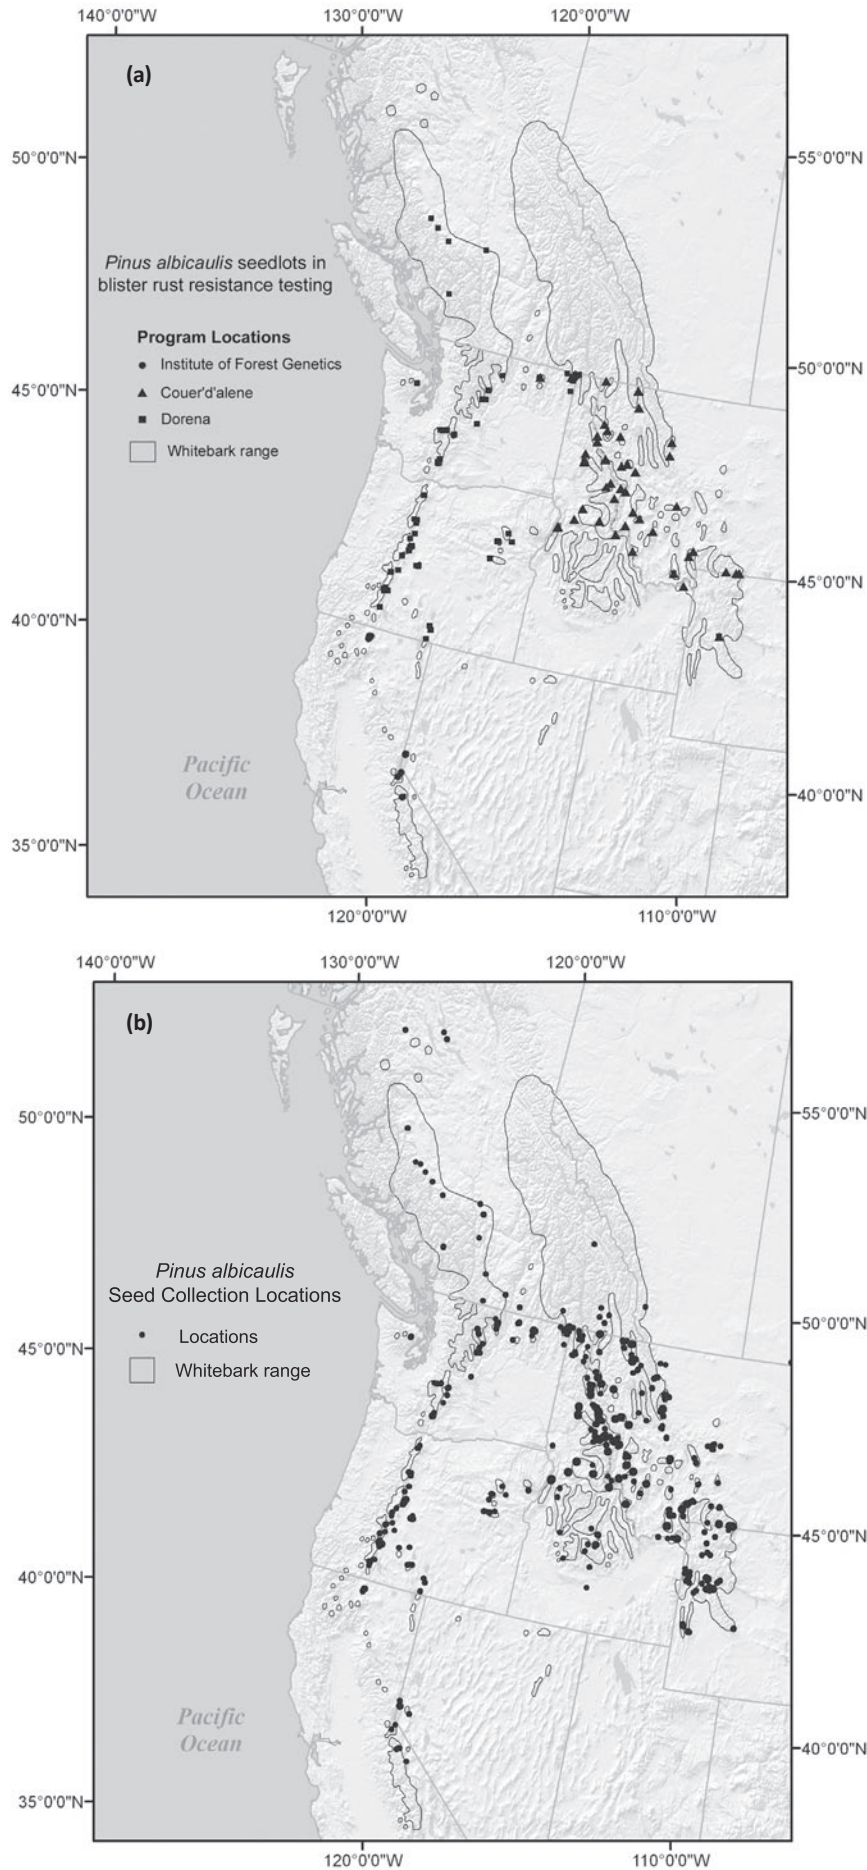 140°0'0"W 130°0'0"W 120°0'0"W
(a)
50°0'0"N
55°0'0"N
Pinus albicaulis seedlots in
blister rust resistance testing
Program Locations
Institute of Forest Genetics
Couer'd'alene
Dorena
Whitebark range
50°0'0"N
45°0'0"N
45°0'0"N
40°0'0"N
Pacific
Ocean
40°0'0"N
35°0'0"N
120°0'0"W 110°0'0"W
140°0'0"W 130°0'0"W 120°0'0"W
(b)
50°0'0"N
55°0'0"N
Pinus albicaulis
Seed Collection Locations
Locations
Whitebark range
50°0'0"N
45°0'0"N
45°0'0"N
40°0'0"N
Pacific
Ocean
40°0'0"N
35°0'0"N
120°0'0"W 110°0'0"W